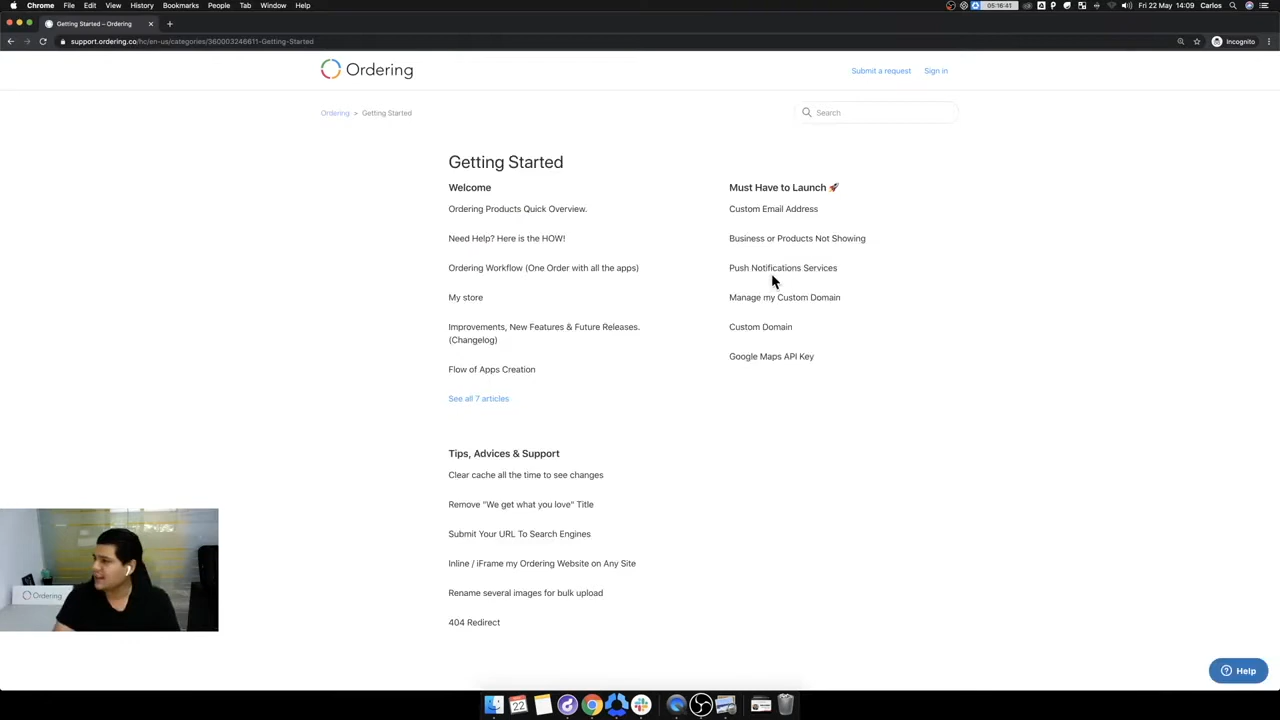 Chrome File Edit View History Bookmarks People Tab Window Help
05:16:41
Fri 22 May 14:09 Carlos
Getting Started – Ordering
support.ordering.co/hc/en-us/categories/360003246611-Getting-Started
Incognito
Ordering
Submit a request
Sign in
Ordering > Getting Started
Search
Getting Started
Welcome
Ordering Products Quick Overview.
Need Help? Here is the HOW!
Ordering Workflow (One Order with all the apps)
My store
Improvements, New Features & Future Releases.
(Changelog)
Flow of Apps Creation
See all 7 articles
Must Have to Launch 🚀
Custom Email Address
Business or Products Not Showing
Push Notifications Services
Manage my Custom Domain
Custom Domain
Google Maps API Key
Tips, Advices & Support
Clear cache all the time to see changes
Remove "We get what you love" Title
Submit Your URL To Search Engines
Inline / iFrame my Ordering Website on Any Site
Rename several images for bulk upload
404 Redirect
Ordering
Help
22